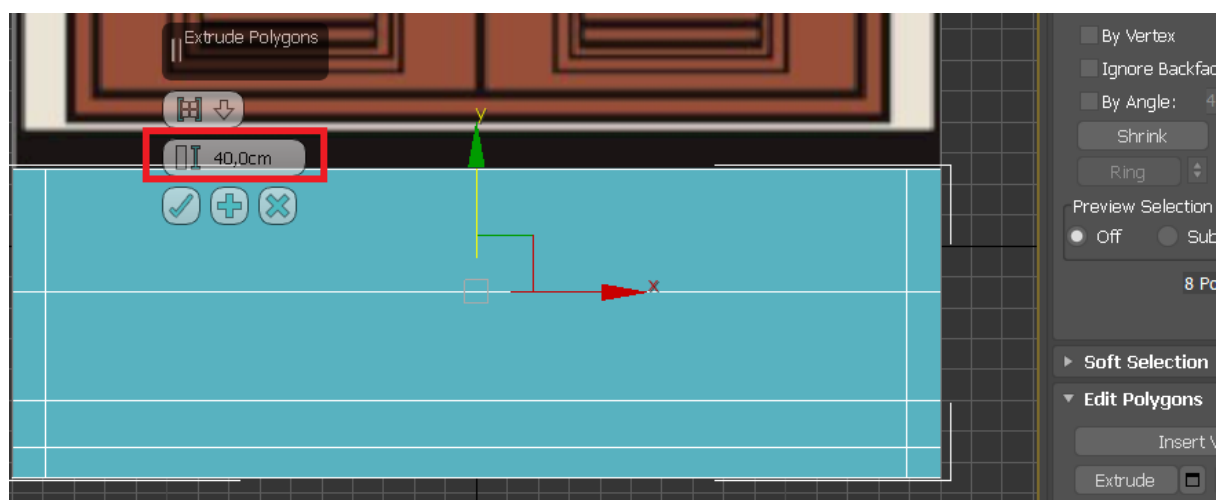 Extrude Polygons
40,0cm
y
x
By Vertex
Ignore Backfac
By Angle: 4
Shrink
Ring
Preview Selection
Off Sub
8 Po
Soft Selection
Edit Polygons
Insert V
Extrude